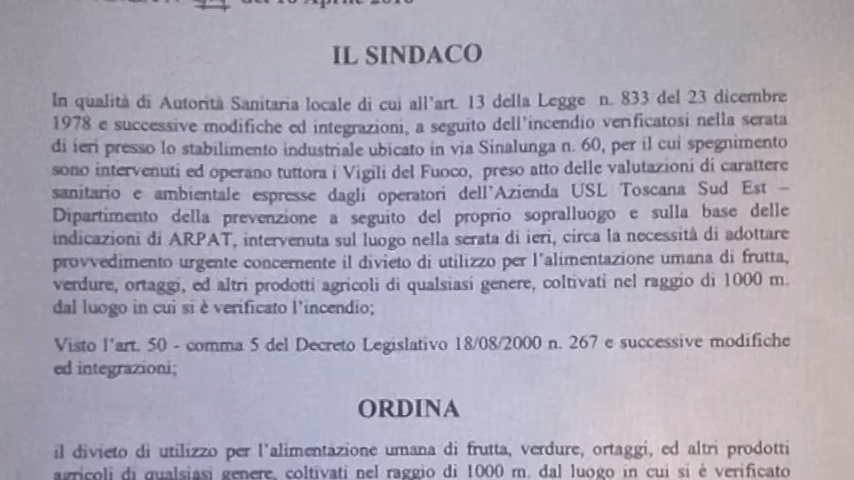 del 16 Aprile 2016
IL SINDACO
In qualità di Autorità Sanitaria locale di cui all'art. 13 della Legge n. 833 del 23 dicembre
1978 e successive modifiche ed integrazioni, a seguito dell'incendio verificatosi nella serata
di ieri presso lo stabilimento industriale ubicato in via Sinalunga n. 60, per il cui spegnimento
sono intervenuti ed operano tuttora i Vigili del Fuoco, preso atto delle valutazioni di carattere
sanitario e ambientale espresse dagli operatori dell'Azienda USL Toscana Sud Est –
Dipartimento della prevenzione a seguito del proprio sopralluogo e sulla base delle
indicazioni di ARPAT, intervenuta sul luogo nella serata di ieri, circa la necessità di adottare
provvedimento urgente concernente il divieto di utilizzo per l'alimentazione umana di frutta,
verdure, ortaggi, ed altri prodotti agricoli di qualsiasi genere, coltivati nel raggio di 1000 m.
dal luogo in cui si è verificato l'incendio;
Visto l'art. 50 - comma 5 del Decreto Legislativo 18/08/2000 n. 267 e successive modifiche
ed integrazioni;
ORDINA
il divieto di utilizzo per l'alimentazione umana di frutta, verdure, ortaggi, ed altri prodotti
agricoli di qualsiasi genere, coltivati nel raggio di 1000 m. dal luogo in cui si è verificato